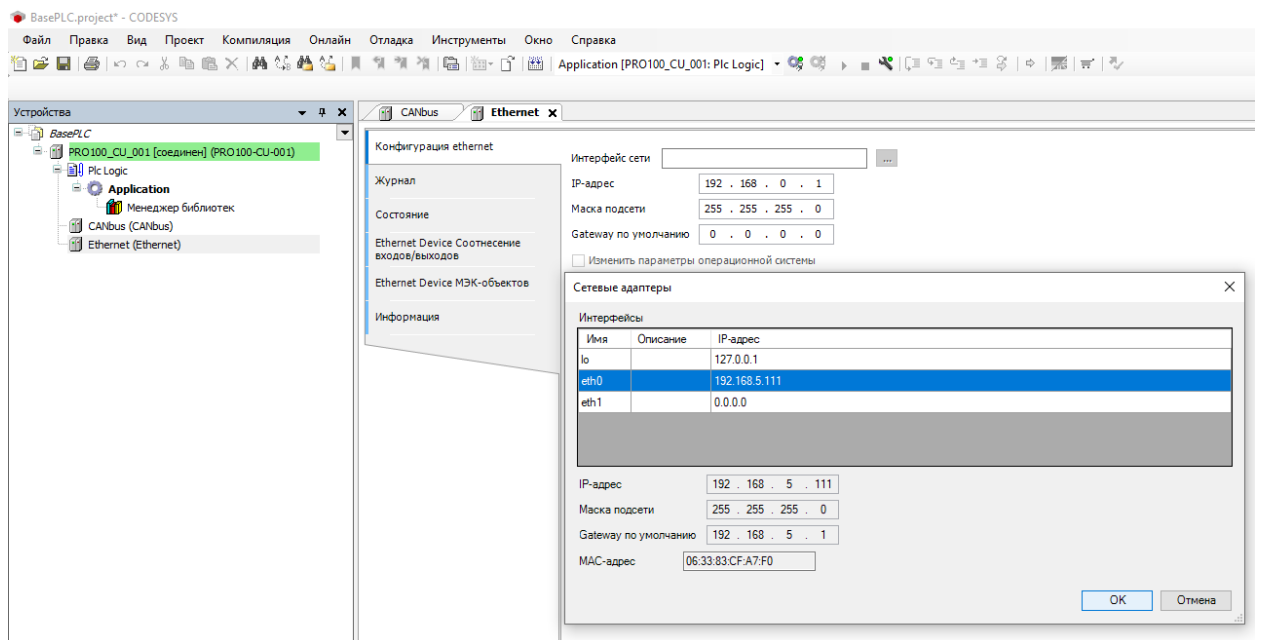 BasePLC.project* - CODESYS
Файл Правка Вид Проект Компиляция Онлайн Отладка Инструменты Окно Справка
Application [PRO100_CU_001: Plc Logic]
Устройства
BasePLC
PRO100_CU_001 [соединен] (PRO100-CU-001)
Plc Logic
Application
Менеджер библиотек
CANbus (CANbus)
Ethernet (Ethernet)
CANbus Ethernet
Конфигурация ethernet
Журнал
Состояние
Ethernet Device Соотнесение
входов/выходов
Ethernet Device МЭК-объектов
Информация
Интерфейс сети ...
IP-адрес 192 . 168 . 0 . 1
Маска подсети 255 . 255 . 255 . 0
Gateway по умолчанию 0 . 0 . 0 . 0
Изменить параметры операционной системы
Сетевые адаптеры
Интерфейсы
Имя Описание IP-адрес
lo 127.0.0.1
eth0 192.168.5.111
eth1 0.0.0.0
IP-адрес 192 . 168 . 5 . 111
Маска подсети 255 . 255 . 255 . 0
Gateway по умолчанию 192 . 168 . 5 . 1
MAC-адрес 06:33:83:CF:A7:F0
OK Отмена